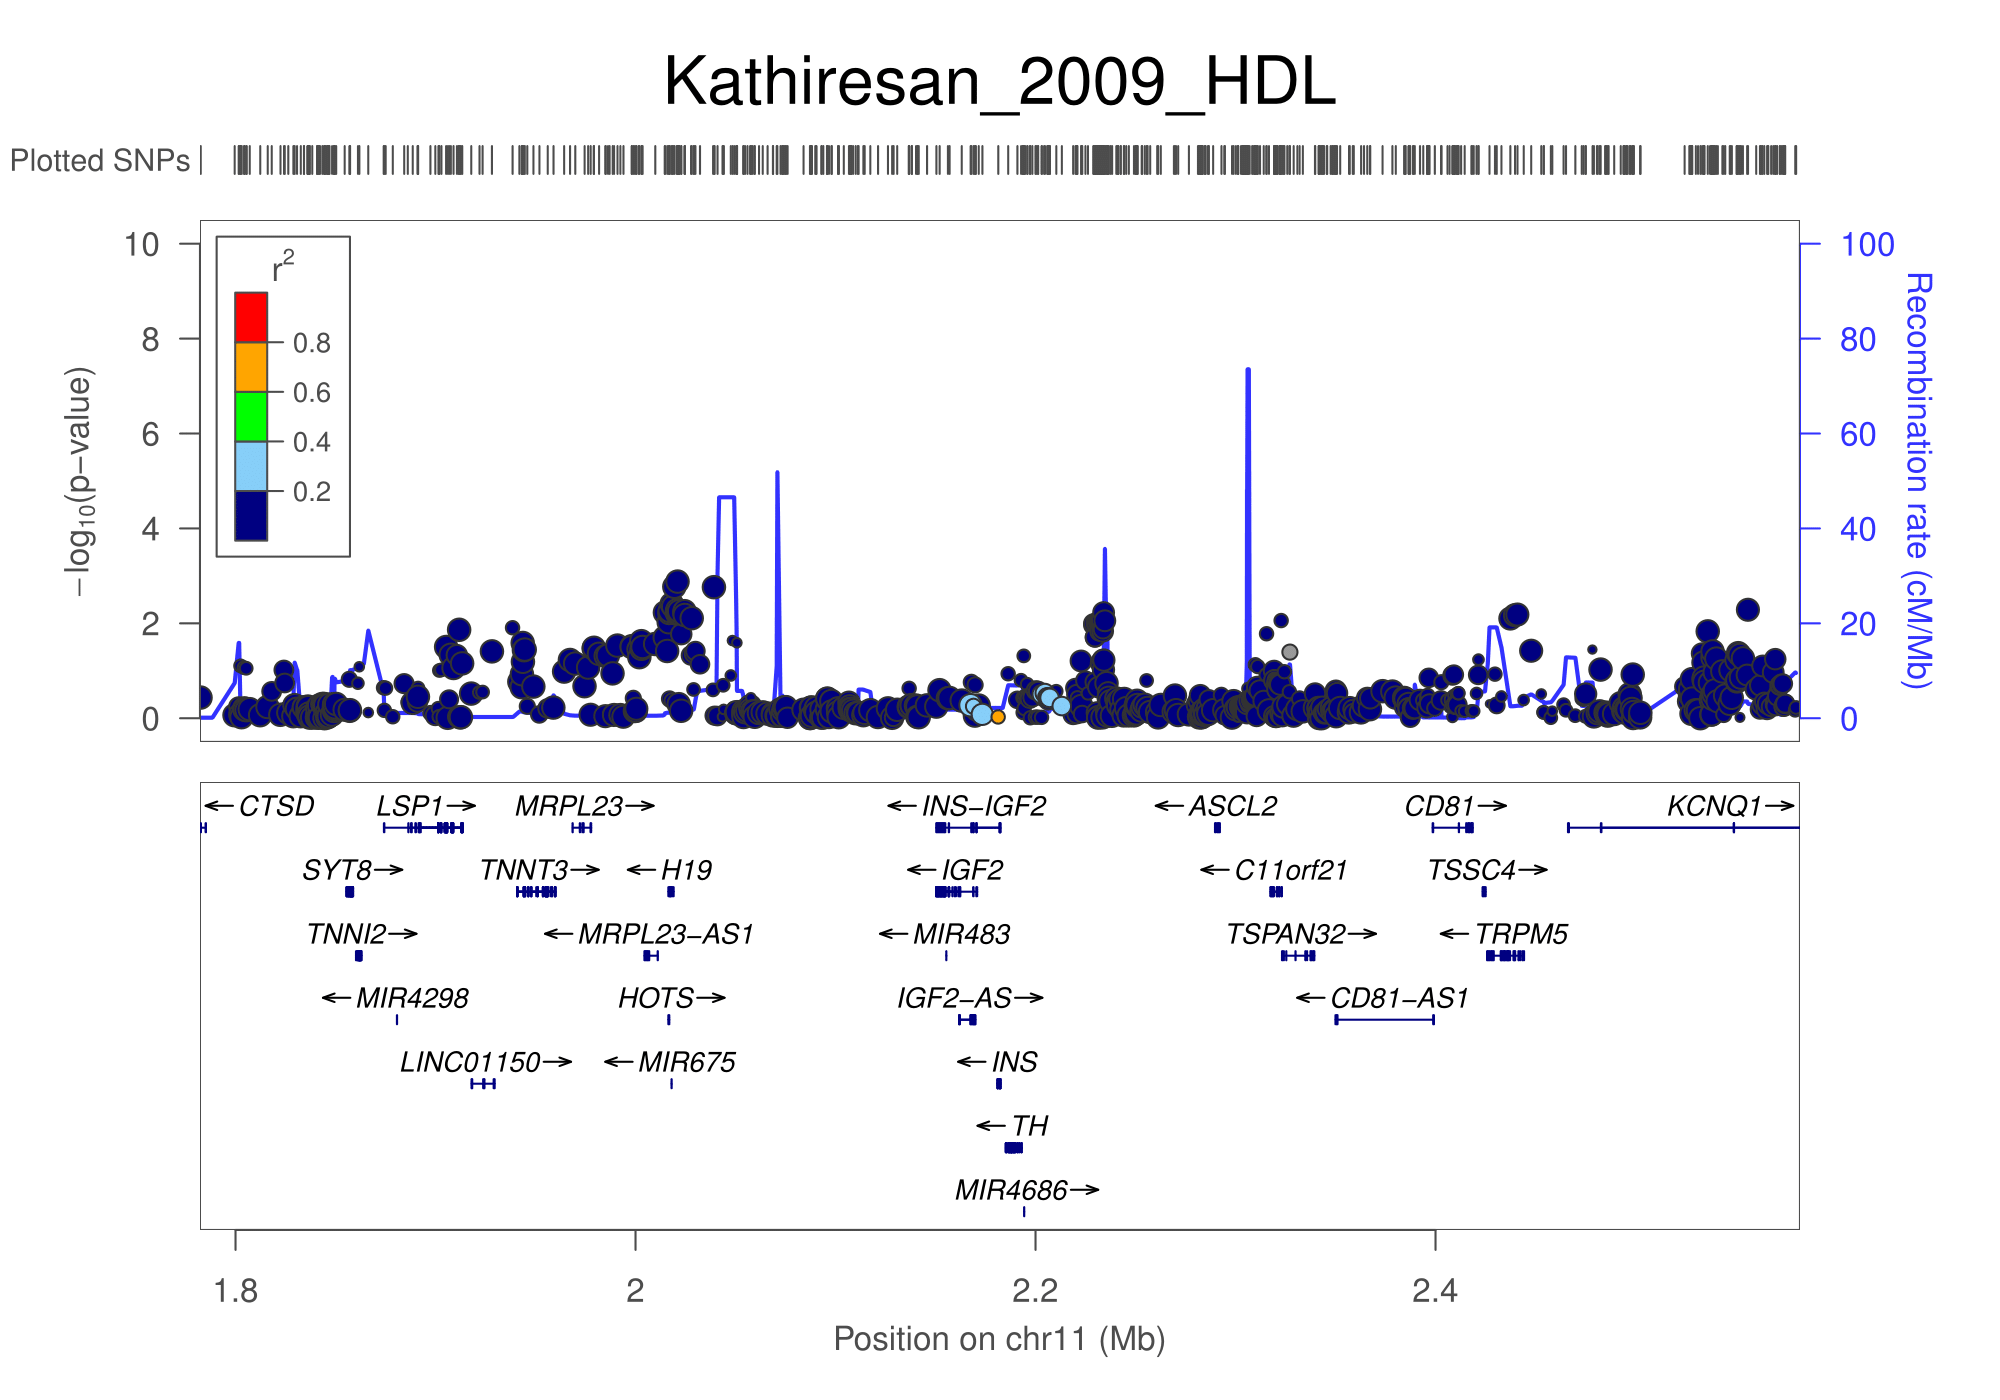 Kathiresan_2009_HDL
Plotted SNPs
10
8
6
4
2
0
−log10(p−value)
r2
0.8
0.6
0.4
0.2
100
80
60
40
20
0
Recombination rate (cM/Mb)
CTSD LSP1 MRPL23 INS−IGF2 ASCL2 CD81 KCNQ1
SYT8 TNNT3 H19 IGF2 C11orf21 TSSC4
TNNI2 MRPL23−AS1 MIR483 TSPAN32 TRPM5
MIR4298 HOTS IGF2−AS CD81−AS1
LINC01150 MIR675 INS
TH
MIR4686
1.8 2 2.2 2.4
Position on chr11 (Mb)